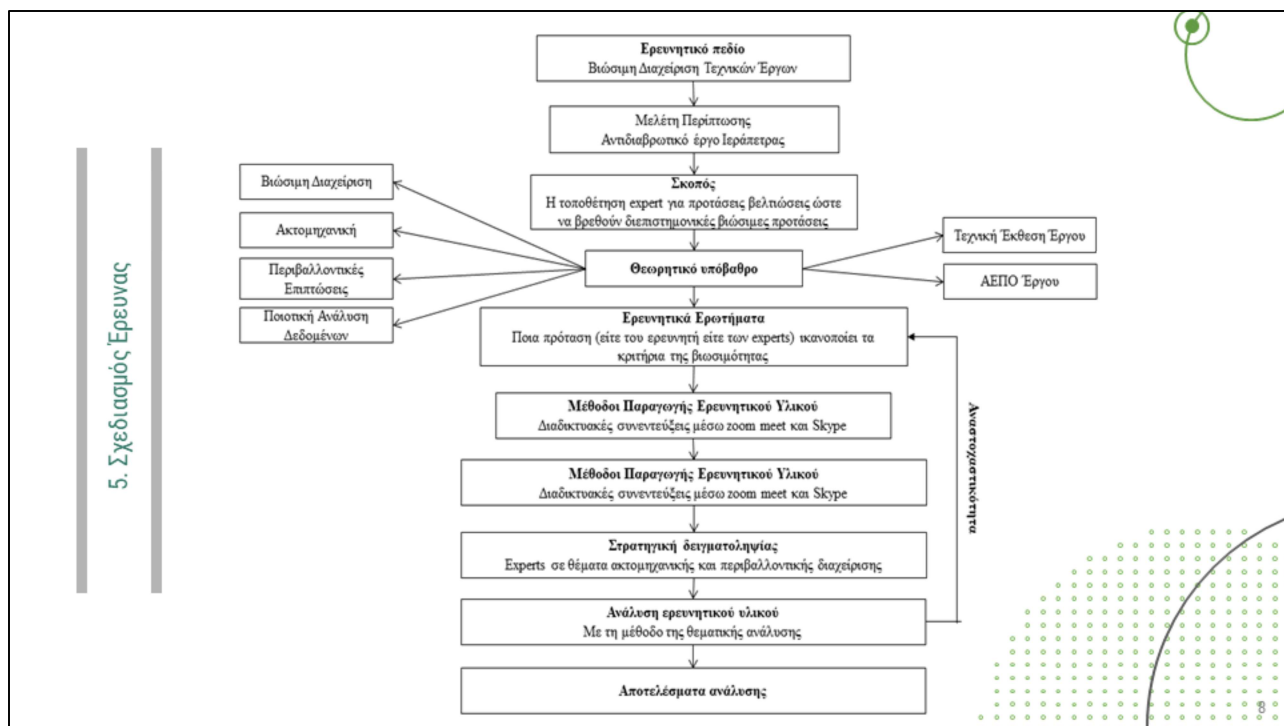 5. Σχεδιασμός Έρευνας
Ερευνητικό πεδίο
Βιώσιμη Διαχείριση Τεχνικών Έργων
Μελέτη Περίπτωσης
Αντιδιαβρωτικό έργο Ιεράπετρας
Σκοπός
Η τοποθέτηση expert για προτάσεις βελτιώσεις ώστε
να βρεθούν διεπιστημονικές βιώσιμες προτάσεις
Θεωρητικό υπόβαθρο
Βιώσιμη Διαχείριση
Ακτομηχανική
Περιβαλλοντικές
Επιπτώσεις
Ποιοτική Ανάλυση
Δεδομένων
Τεχνική Έκθεση Έργου
ΑΕΠΟ Έργου
Ερευνητικά Ερωτήματα
Ποια πρόταση (είτε του ερευνητή είτε των experts) ικανοποίει τα
κριτήρια της βιωσιμότητας
Μέθοδοι Παραγωγής Ερευνητικού Υλικού
Διαδικτυακές συνεντεύξεις μέσω zoom meet και Skype
Μέθοδοι Παραγωγής Ερευνητικού Υλικού
Διαδικτυακές συνεντεύξεις μέσω zoom meet και Skype
Στρατηγική δειγματοληψίας
Experts σε θέματα ακτομηχανικής και περιβαλλοντικής διαχείρισης
Ανάλυση ερευνητικού υλικού
Με τη μέθοδο της θεματικής ανάλυσης
Αναστοχαστικότητα
Αποτελέσματα ανάλυσης
8